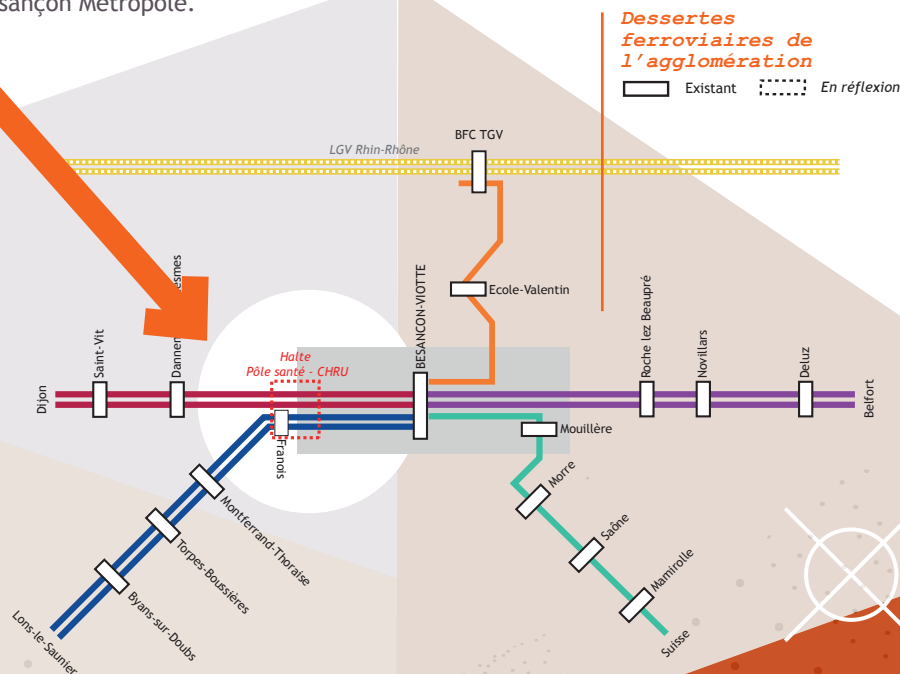 sançon Métropole.
Dessertes
ferroviaires de
l'agglomération
Existant
En réflexion
BFC TGV
LGV Rhin-Rhône
Ecole-Valentin
BESANCON-VIOTTE
Halte
Pôle santé - CHRU
Dijon
Saint-Vit
Franois
Roche lez Beaupré
Novillars
Deluz
Belfort
Mouillère
Morre
Saône
Mamirolle
Suisse
Montferrand-Thoraise
Torpes-Boussières
Byans-sur-Doubs
Lons-le-Saunier